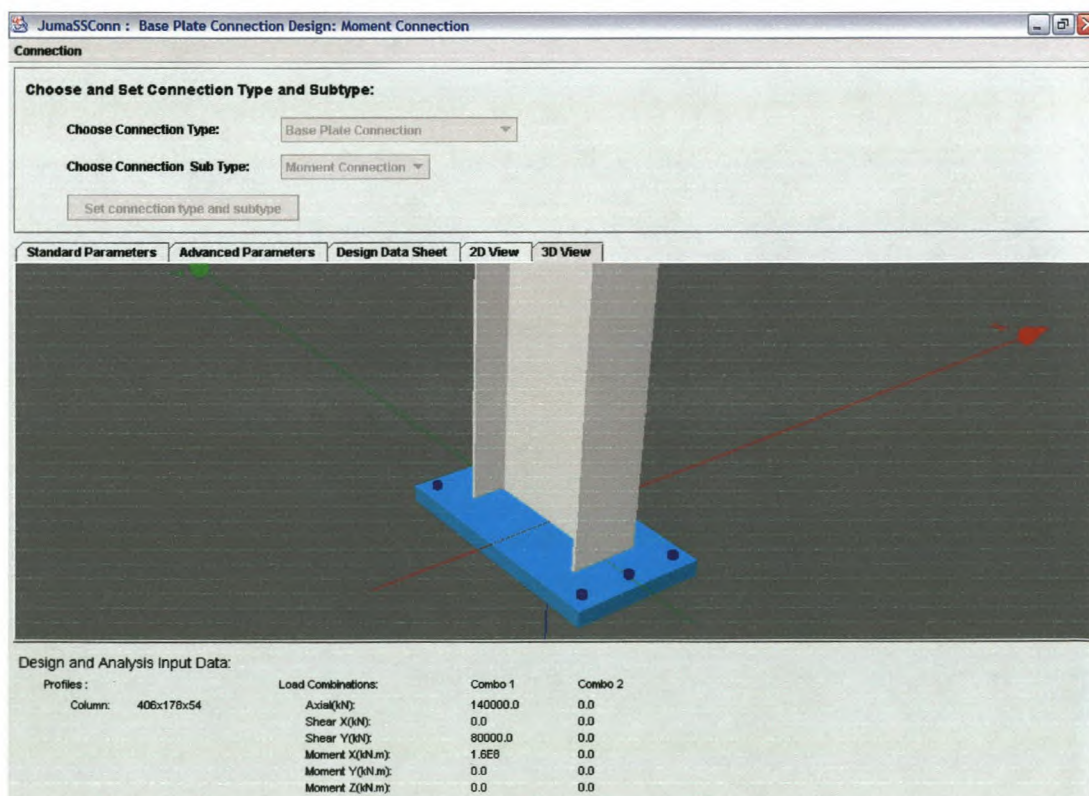 JumaSSConn : Base Plate Connection Design: Moment Connection
Connection
Choose and Set Connection Type and Subtype:
Choose Connection Type: Base Plate Connection
Choose Connection Sub Type: Moment Connection
Set connection type and subtype
Standard Parameters Advanced Parameters Design Data Sheet 2D View 3D View
Design and Analysis Input Data:
Profiles : Load Combinations: Combo 1 Combo 2
Column: 406x178x54 Axial(kN): 140000.0 0.0
Shear X(kN): 0.0 0.0
Shear Y(kN): 80000.0 0.0
Moment X(kN.m): 1.6E8 0.0
Moment Y(kN.m): 0.0 0.0
Moment Z(kN.m): 0.0 0.0